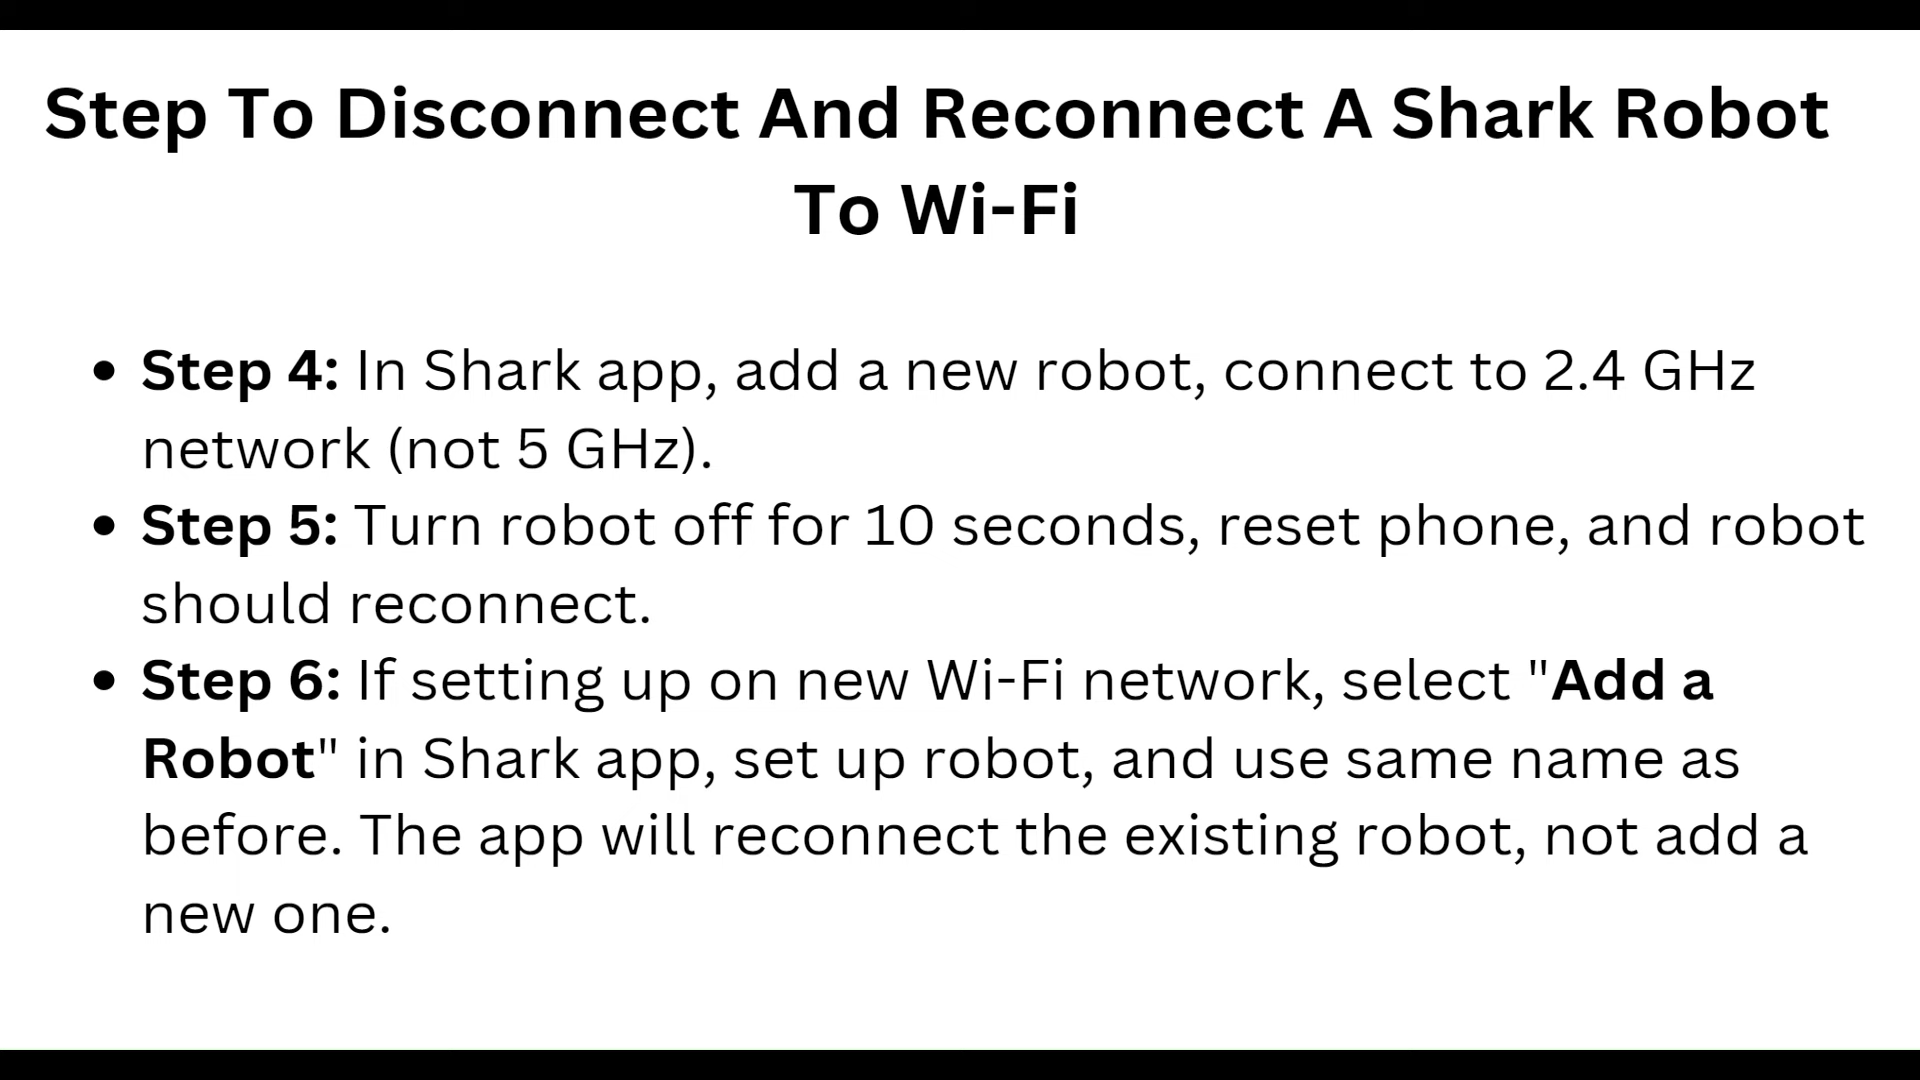 Step To Disconnect And Reconnect A Shark Robot
To Wi-Fi
• Step 4: In Shark app, add a new robot, connect to 2.4 GHz
network (not 5 GHz).
• Step 5: Turn robot off for 10 seconds, reset phone, and robot
should reconnect.
• Step 6: If setting up on new Wi-Fi network, select "Add a
Robot" in Shark app, set up robot, and use same name as
before. The app will reconnect the existing robot, not add a
new one.